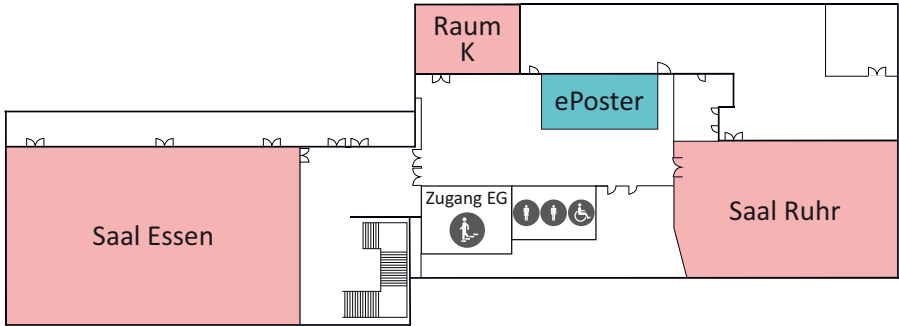 Raum
K
ePoster
Zugang EG
Saal Essen
Saal Ruhr